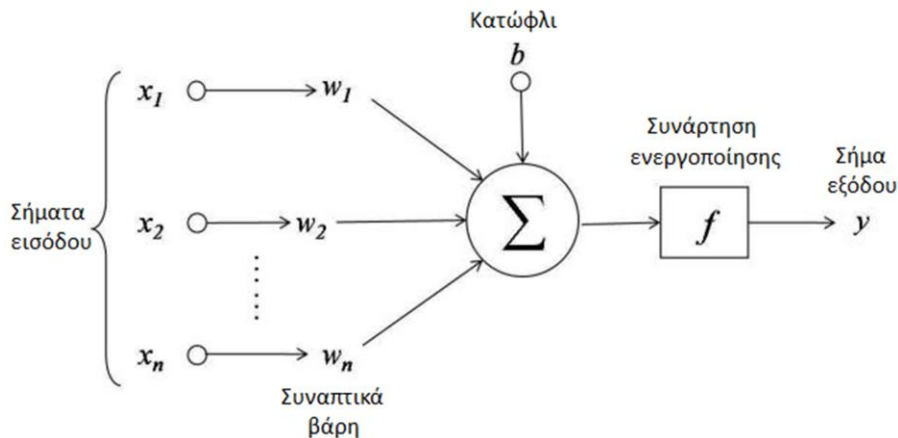 Κατώφλι
b
x1 w1
Συνάρτηση
ενεργοποίησης
Σήμα
εξόδου
Σήματα
εισόδου
x2 w2 Σ f y
xn wn
Συναπτικά
βάρη